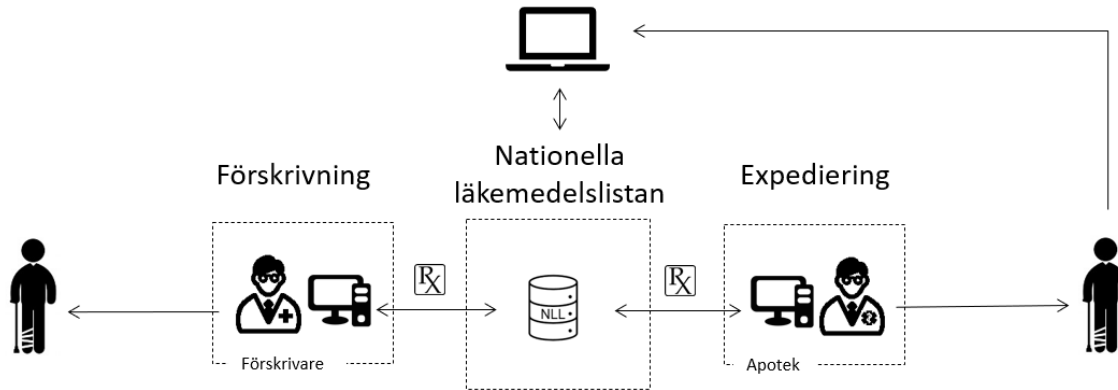 Nationella
läkemedelslistan
Förskrivning
Expediering
Rx
Rx
NLL
Förskrivare
Apotek